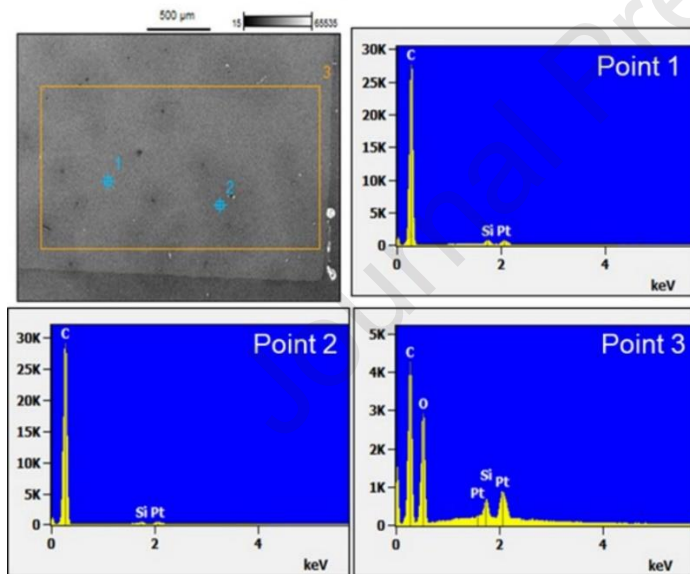 500 µm
15 65535
3
1
2
30K
25K
20K
15K
10K
5K
0
C
Point 1
Si Pt
0 2 4
keV
30K
25K
20K
15K
10K
5K
0
C
Point 2
Si Pt
0 2 4
keV
5K
4K
3K
2K
1K
0
C
O
Point 3
Si
Pt Pt
0 2 4
keV
Journal Pre